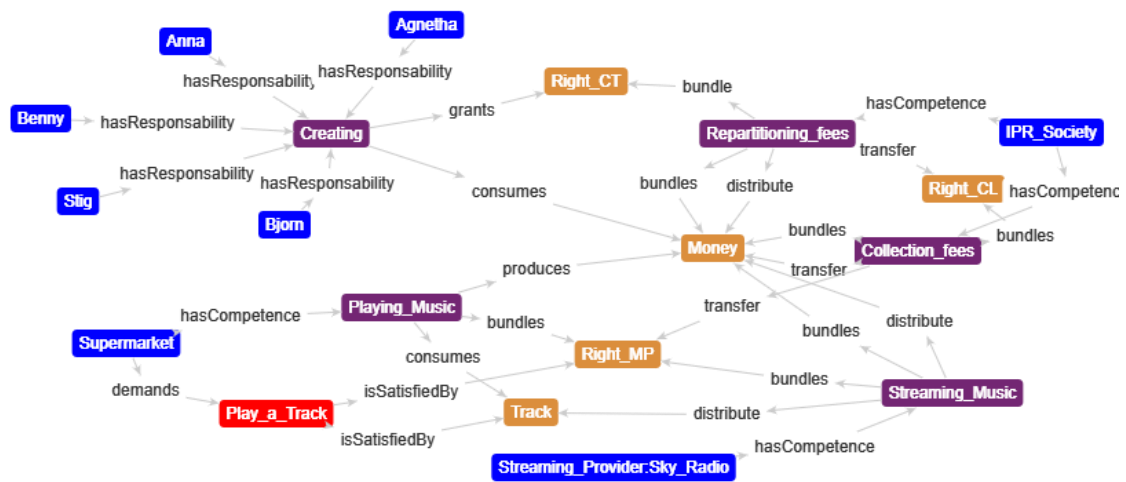 Agnetha
Anna
hasResponsability
hasResponsability
Right_CT
bundle
hasCompetence
grants
Benny
hasResponsability
Creating
Repartitioning_fees
IPR_Society
transfer
hasResponsability
hasResponsability
consumes
bundles
distribute
Right_CL
hasCompetence
Stig
Bjorn
bundles
bundles
Money
Collection_fees
produces
transfer
Playing_Music
transfer
hasCompetence
bundles
distribute
bundles
Supermarket
consumes
Right_MP
bundles
demands
isSatisfiedBy
Streaming_Music
Play_a_Track
Track
distribute
isSatisfiedBy
hasCompetence
Streaming_Provider:Sky_Radio